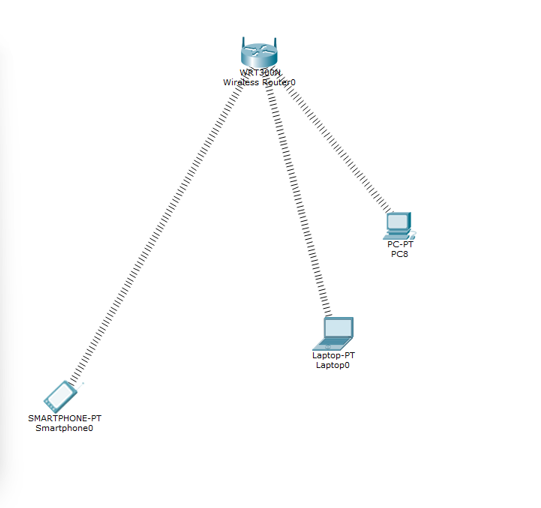 WRT300N
Wireless Router0
PC-PT
PC8
Laptop-PT
Laptop0
SMARTPHONE-PT
Smartphone0